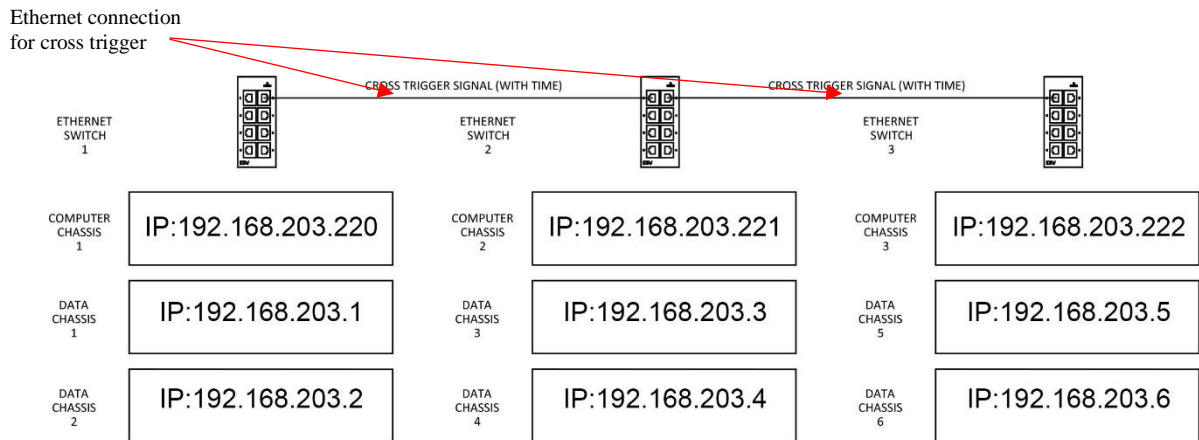 Ethernet connection
for cross trigger
CROSS TRIGGER SIGNAL (WITH TIME)
CROSS TRIGGER SIGNAL (WITH TIME)
ETHERNET
SWITCH
1
ETHERNET
SWITCH
2
ETHERNET
SWITCH
3
COMPUTER
CHASSIS
1
IP:192.168.203.220
COMPUTER
CHASSIS
2
IP:192.168.203.221
COMPUTER
CHASSIS
3
IP:192.168.203.222
DATA
CHASSIS
1
IP:192.168.203.1
DATA
CHASSIS
3
IP:192.168.203.3
DATA
CHASSIS
5
IP:192.168.203.5
DATA
CHASSIS
2
IP:192.168.203.2
DATA
CHASSIS
4
IP:192.168.203.4
DATA
CHASSIS
6
IP:192.168.203.6